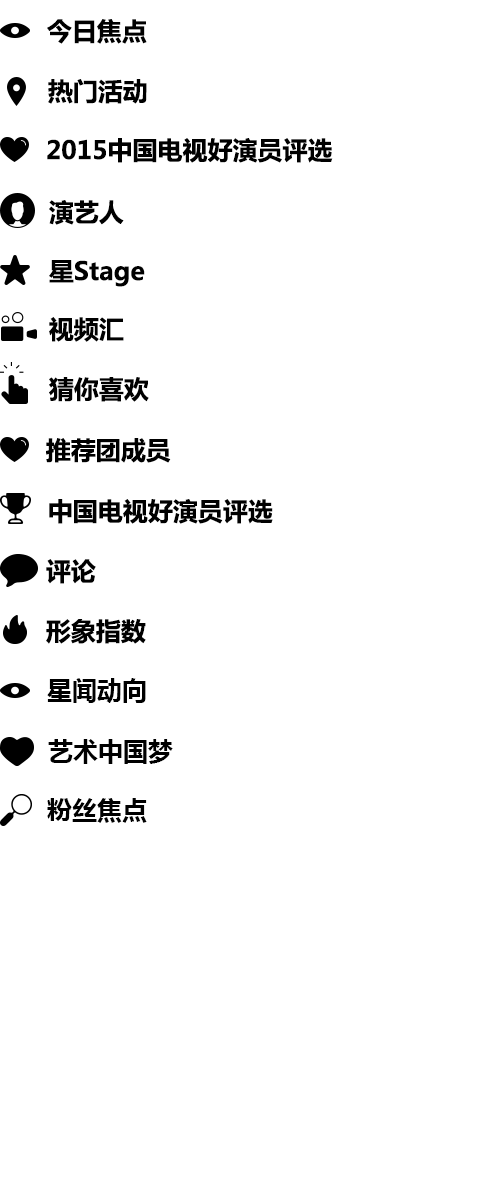 今日焦点
热门活动
2015中国电视好演员评选
演艺人
星Stage
视频汇
猜你喜欢
推荐团成员
中国电视好演员评选
评论
形象指数
星闻动向
艺术中国梦
粉丝焦点